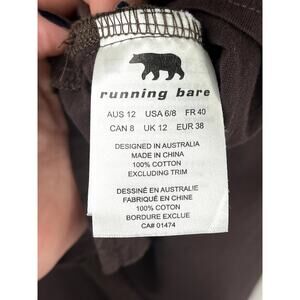 running bare
AUS 12 USA 6/8 FR 40
CAN 8 UK 12 EUR 38
DESIGNED IN AUSTRALIA
MADE IN CHINA
100% COTTON
EXCLUDING TRIM
DESSINÉ EN AUSTRALIE
FABRIQUÉ EN CHINE
100% COTON
BORDURE EXCLUE
CA# 01474